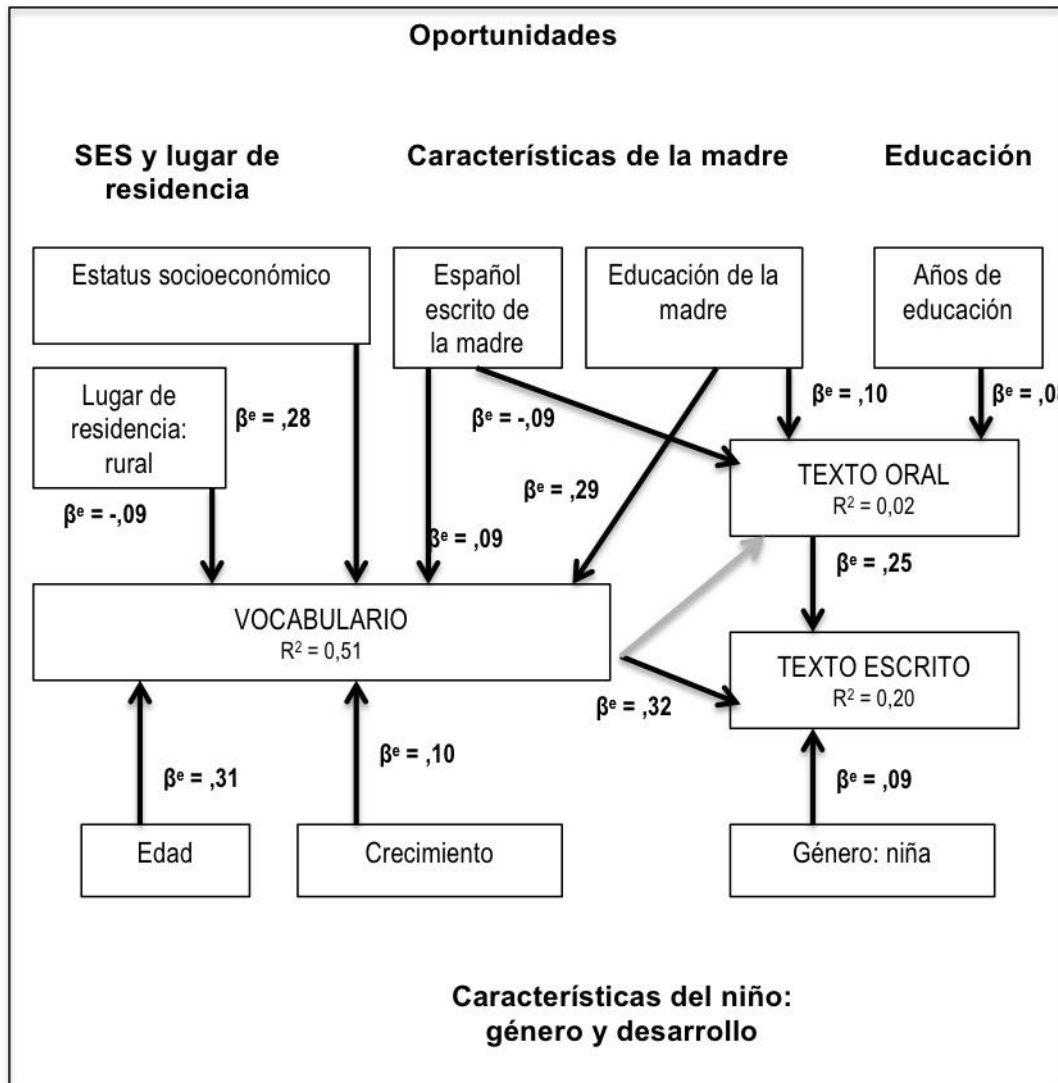 Oportunidades
SES y lugar de
residencia
Características de la madre
Educación
Estatus socioeconómico
Español
escrito de
la madre
Educación de la
madre
Años de
educación
Lugar de
residencia:
rural
βᵉ = ,28
βᵉ = -,09
βᵉ = ,10
βᵉ = -,09
βᵉ = ,29
TEXTO ORAL
R² = 0,02
βᵉ = ,09
βᵉ = ,25
VOCABULARIO
R² = 0,51
TEXTO ESCRITO
R² = 0,20
βᵉ = ,32
βᵉ = ,31
βᵉ = ,10
βᵉ = ,09
Edad
Crecimiento
Género: niña
Características del niño:
género y desarrollo